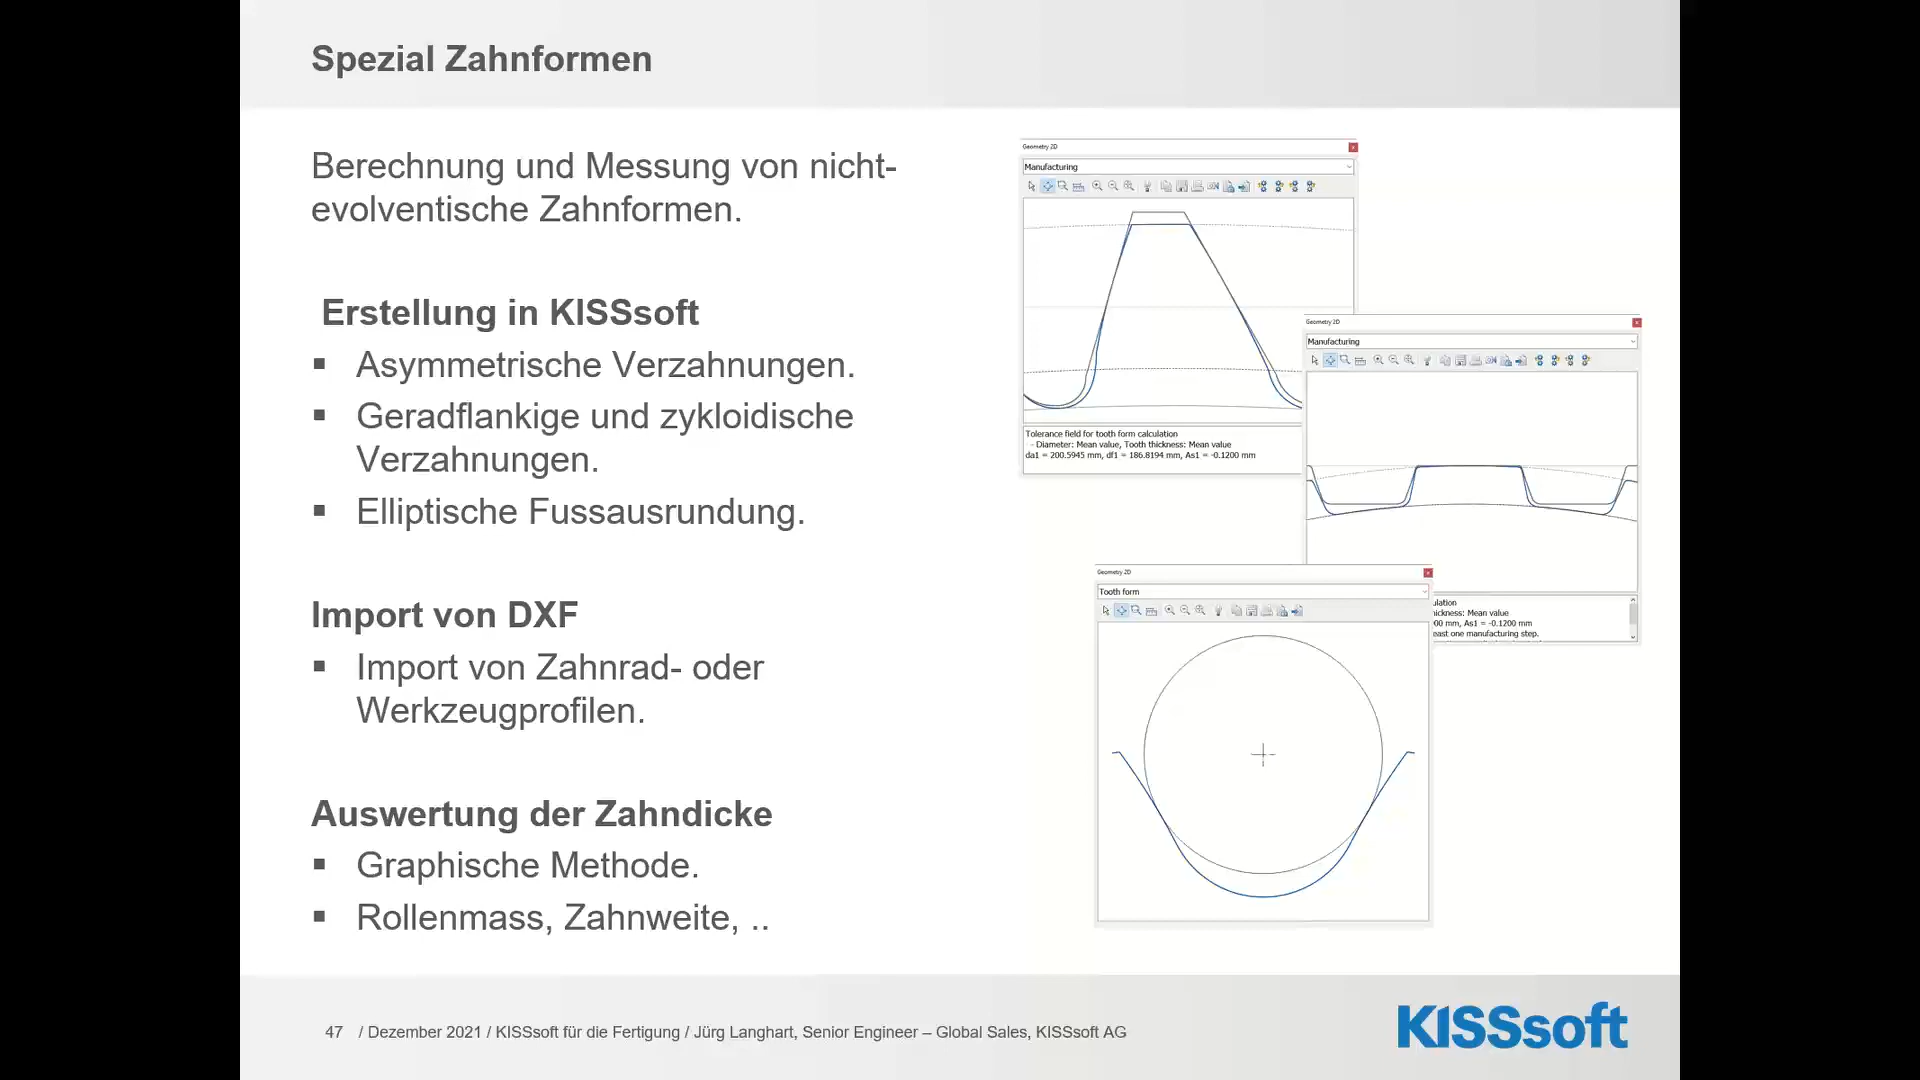 Spezial Zahnformen
Berechnung und Messung von nicht-
evolventische Zahnformen.
Erstellung in KISSsoft
▪ Asymmetrische Verzahnungen.
▪ Geradflankige und zykloidische
Verzahnungen.
▪ Elliptische Fussausrundung.
Import von DXF
▪ Import von Zahnrad- oder
Werkzeugprofilen.
Auswertung der Zahndicke
▪ Graphische Methode.
▪ Rollenmass, Zahnweite, ..
Geometry 2D
Manufacturing
Tolerance field for tooth form calculation
- Diameter: Mean value, Tooth thickness: Mean value
da1 = 200.5945 mm, df1 = 186.8194 mm, As1 = -0.1200 mm
Geometry 2D
Manufacturing
ulation
hickness: Mean value
00 mm, As1 = -0.1200 mm
east one manufacturing step.
Geometry 2D
Tooth form
47 / Dezember 2021 / KISSsoft für die Fertigung / Jürg Langhart, Senior Engineer – Global Sales, KISSsoft AG
KISSsoft